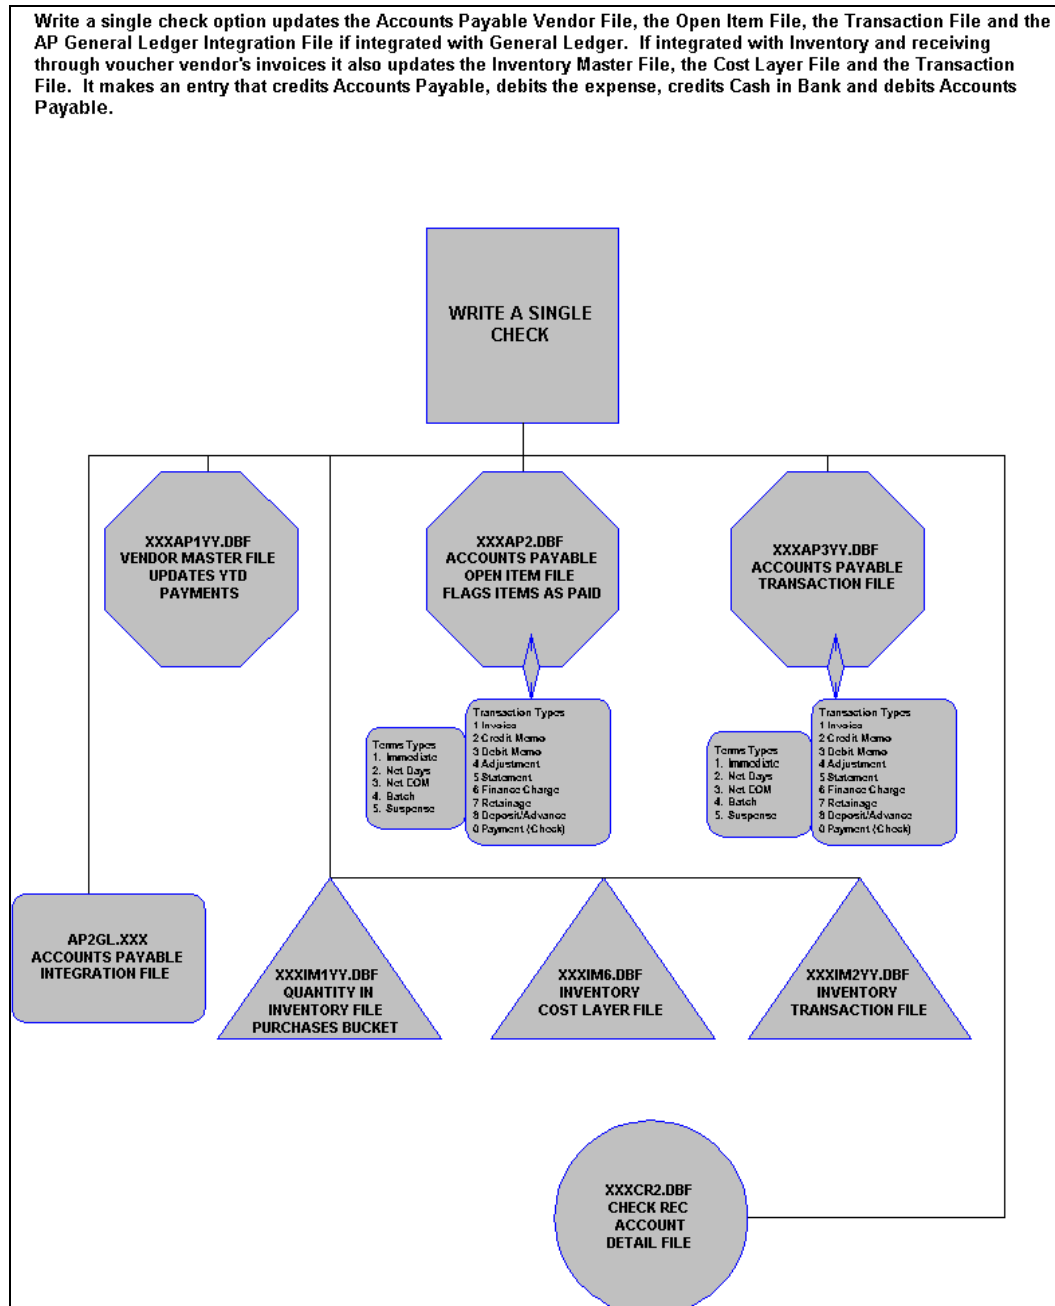 Write a single check option updates the Accounts Payable Vendor File, the Open Item File, the Transaction File and the
AP General Ledger Integration File if integrated with General Ledger.  If integrated with Inventory and receiving
through voucher vendor's invoices it also updates the Inventory Master File, the Cost Layer File and the Transaction
File.  It makes an entry that credits Accounts Payable, debits the expense, credits Cash in Bank and debits Accounts
Payable.
WRITE A SINGLE
CHECK
XXXAP1YY.DBF
VENDOR MASTER FILE
UPDATES YTD
PAYMENTS
XXXAP2.DBF
ACCOUNTS PAYABLE
OPEN ITEM FILE
FLAGS ITEMS AS PAID
XXXAP3YY.DBF
ACCOUNTS PAYABLE
TRANSACTION FILE
Terms Types
1. Immediate
2. Net Days
3. Net EOM
4. Batch
5. Suspense
Transaction Types
1 Invoice
2 Credit Memo
3 Debit Memo
4 Adjustment
5 Statement
6 Finance Charge
7 Retainage
8 Deposit/Advance
0 Payment (Check)
Terms Types
1. Immediate
2. Net Days
3. Net EOM
4. Batch
5. Suspense
Transaction Types
1 Invoice
2 Credit Memo
3 Debit Memo
4 Adjustment
5 Statement
6 Finance Charge
7 Retainage
8 Deposit/Advance
0 Payment (Check)
AP2GL.XXX
ACCOUNTS PAYABLE
INTEGRATION FILE
XXXIM1YY.DBF
QUANTITY IN
INVENTORY FILE
PURCHASES BUCKET
XXXIM6.DBF
INVENTORY
COST LAYER FILE
XXXIM2YY.DBF
INVENTORY
TRANSACTION FILE
XXXCR2.DBF
CHECK REC
ACCOUNT
DETAIL FILE